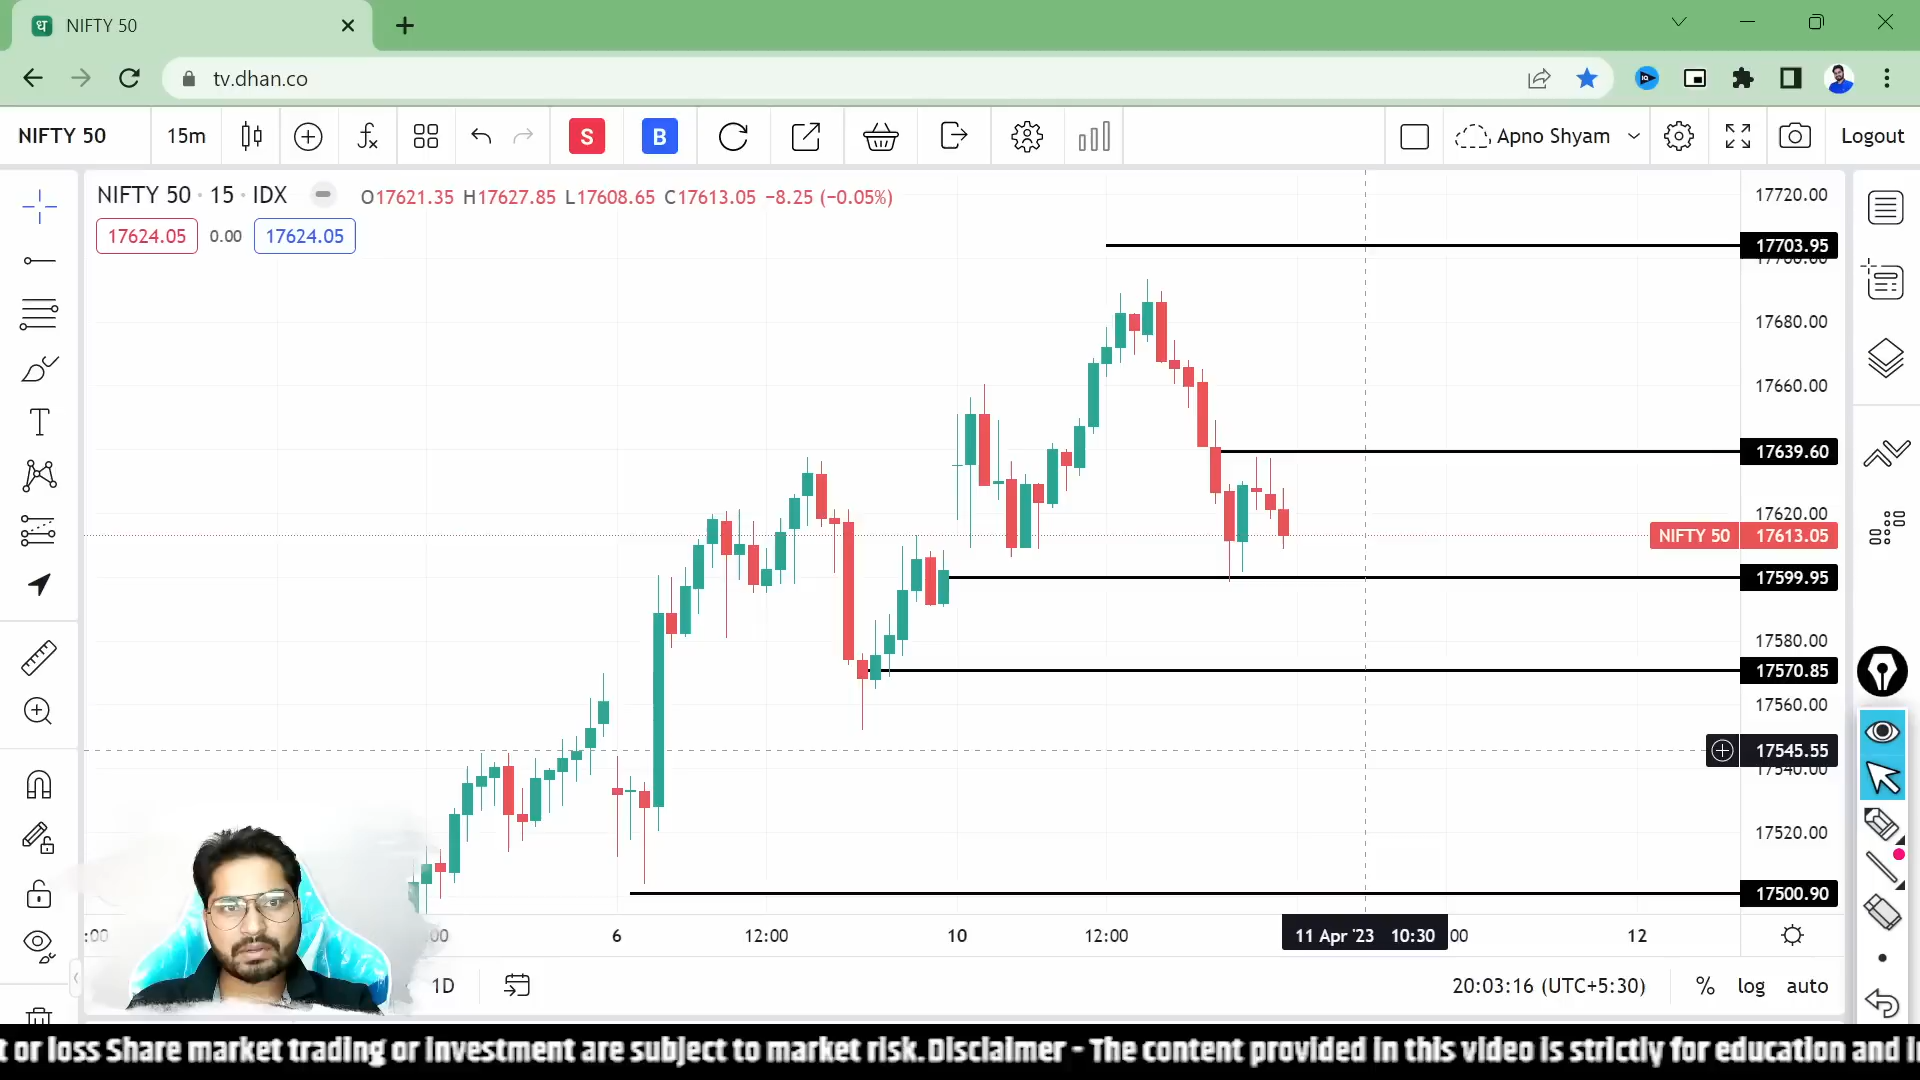 ध NIFTY 50
tv.dhan.co
NIFTY 50 15m S B Apno Shyam Logout
NIFTY 50 · 15 · IDX O17621.35 H17627.85 L17608.65 C17613.05 −8.25 (−0.05%)
17624.05 0.00 17624.05
17720.00
17703.95
17700.00
17680.00
17660.00
17639.60
17620.00
NIFTY 50 17613.05
17599.95
17580.00
17570.85
17560.00
17545.55
17540.00
17520.00
17500.90
:00 :00 6 12:00 10 12:00 11 Apr '23 10:30 00 12
1D 20:03:16 (UTC+5:30) % log auto
t or loss Share market trading or investment are subject to market risk. Disclaimer - The content provided in this video is strictly for education and i